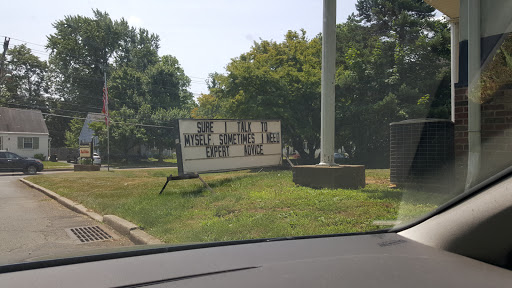 SURE I TALK TO
MYSELF, SOMETIMES I NEED
EXPERT ADVICE